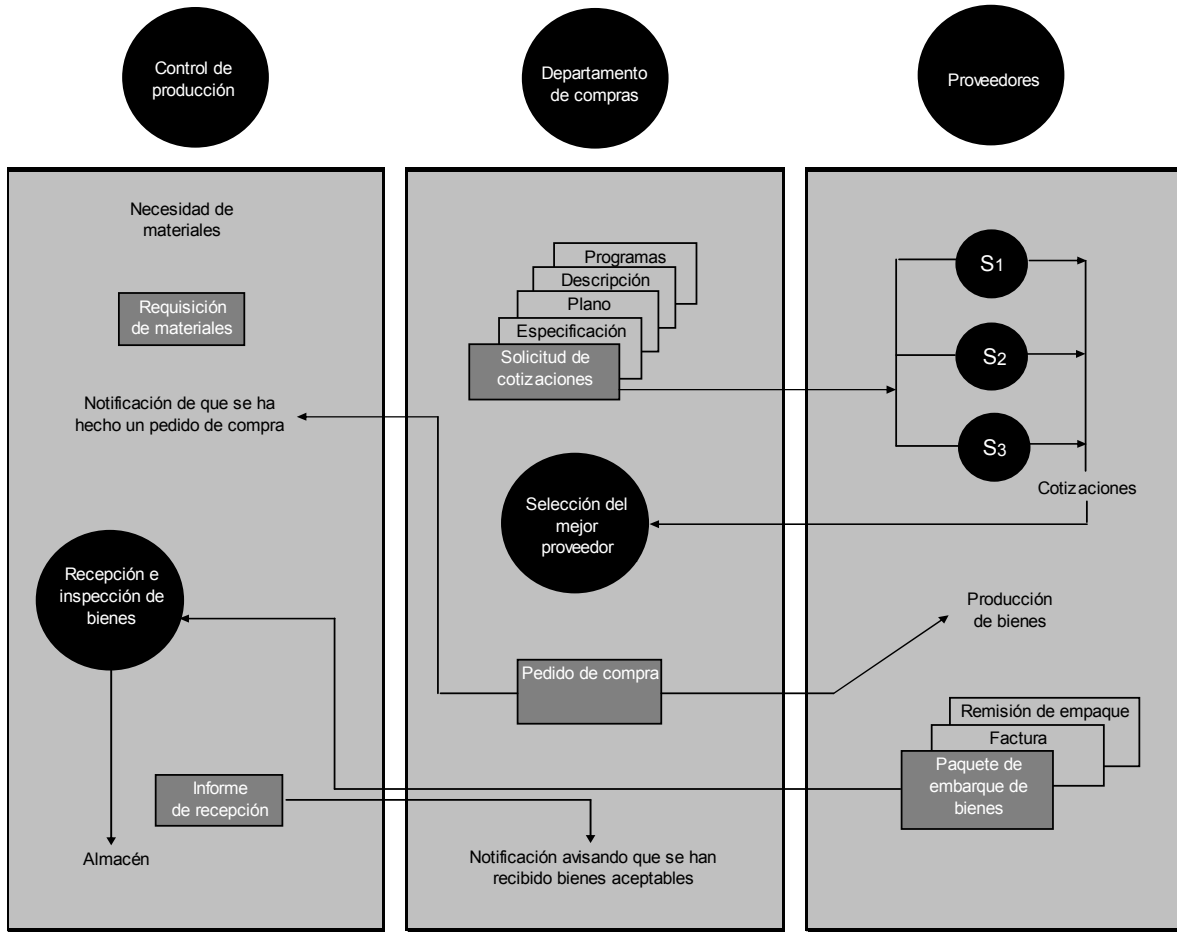 Control de
producción
Departamento
de compras
Proveedores
Necesidad de
materiales
Requisición
de materiales
Notificación de que se ha
hecho un pedido de compra
Recepción e
inspección de
bienes
Informe
de recepción
Almacén
Programas
Descripción
Plano
Especificación
Solicitud de
cotizaciones
Selección del
mejor
proveedor
Pedido de compra
Notificación avisando que se han
recibido bienes aceptables
S1
S2
S3
Cotizaciones
Producción
de bienes
Remisión de empaque
Factura
Paquete de
embarque de
bienes